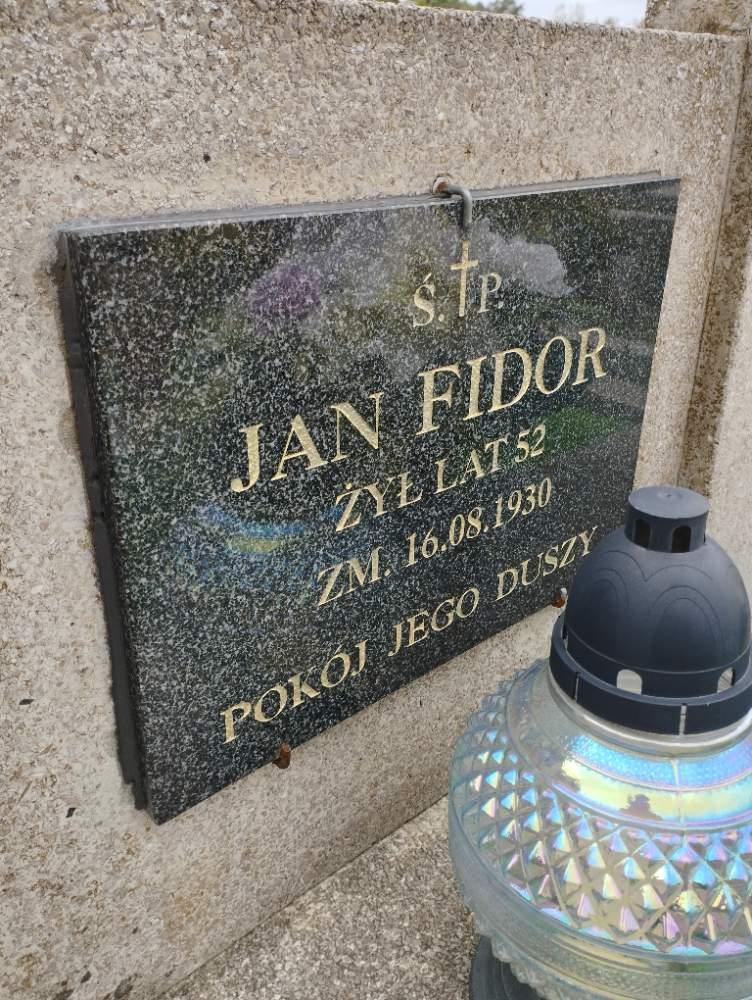 Ś.†P.
JAN FIDOR
ŻYŁ LAT 52
ZM. 16.08.1930
POKÓJ JEGO DUSZY